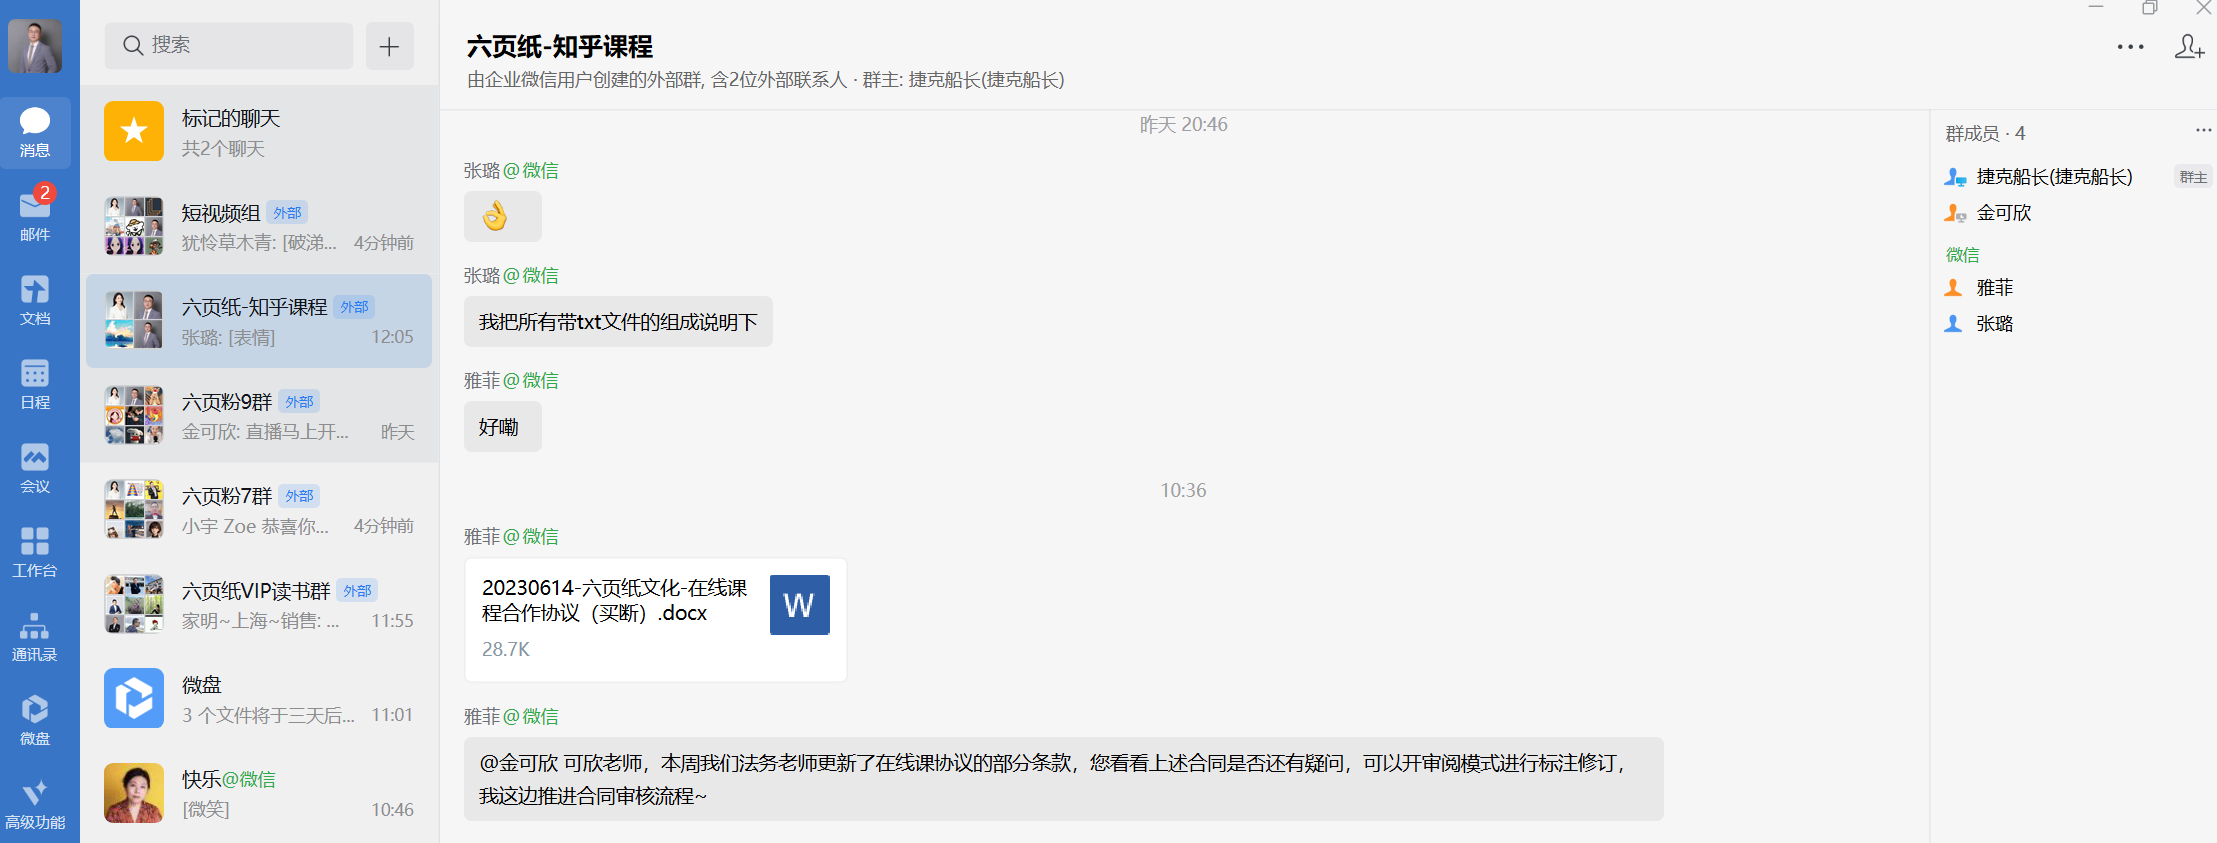 消息
2
邮件
文档
日程
会议
工作台
通讯录
微盘
高级功能
搜索
标记的聊天
共2个聊天
短视频组 外部
犹怜草木青: [破涕... 4分钟前
六页纸-知乎课程 外部
张璐: [表情] 12:05
六页粉9群 外部
金可欣: 直播马上开... 昨天
六页粉7群 外部
小宇 Zoe 恭喜你... 4分钟前
六页纸VIP读书群 外部
家明~上海~销售: ... 11:55
微盘
3 个文件将于三天后... 11:01
快乐@微信
[微笑] 10:46
六页纸-知乎课程
由企业微信用户创建的外部群, 含2位外部联系人 · 群主: 捷克船长(捷克船长)
昨天 20:46
张璐@微信
张璐@微信
我把所有带txt文件的组成说明下
雅菲@微信
好嘞
10:36
雅菲@微信
20230614-六页纸文化-在线课
程合作协议（买断）.docx
W
28.7K
雅菲@微信
@金可欣 可欣老师，本周我们法务老师更新了在线课协议的部分条款，您看看上述合同是否还有疑问，可以开审阅模式进行标注修订，
我这边推进合同审核流程~
群成员 · 4
捷克船长(捷克船长) 群主
金可欣
微信
雅菲
张璐